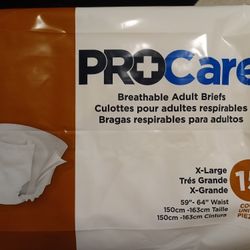 PROCare
Breathable Adult Briefs
Culottes pour adultes respirables
Bragas respirables para adultos
X-Large
Trés Grande
X-Grande
59"- 64" Waist
150cm -163cm Taille
150cm -163cm Cintura